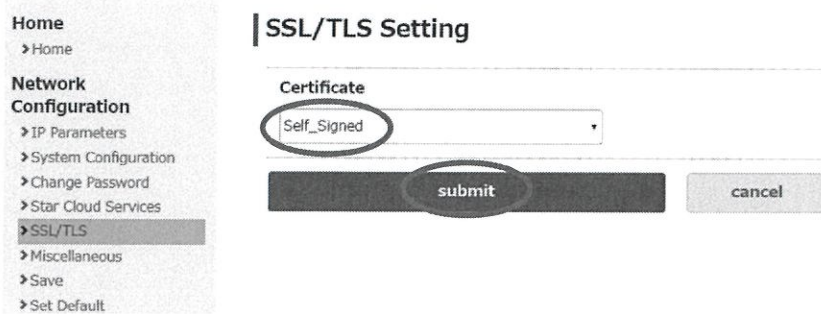 Home
>Home
Network
Configuration
>IP Parameters
>System Configuration
>Change Password
>Star Cloud Services
>SSL/TLS
>Miscellaneous
>Save
>Set Default
SSL/TLS Setting
Certificate
Self_Signed
submit
cancel